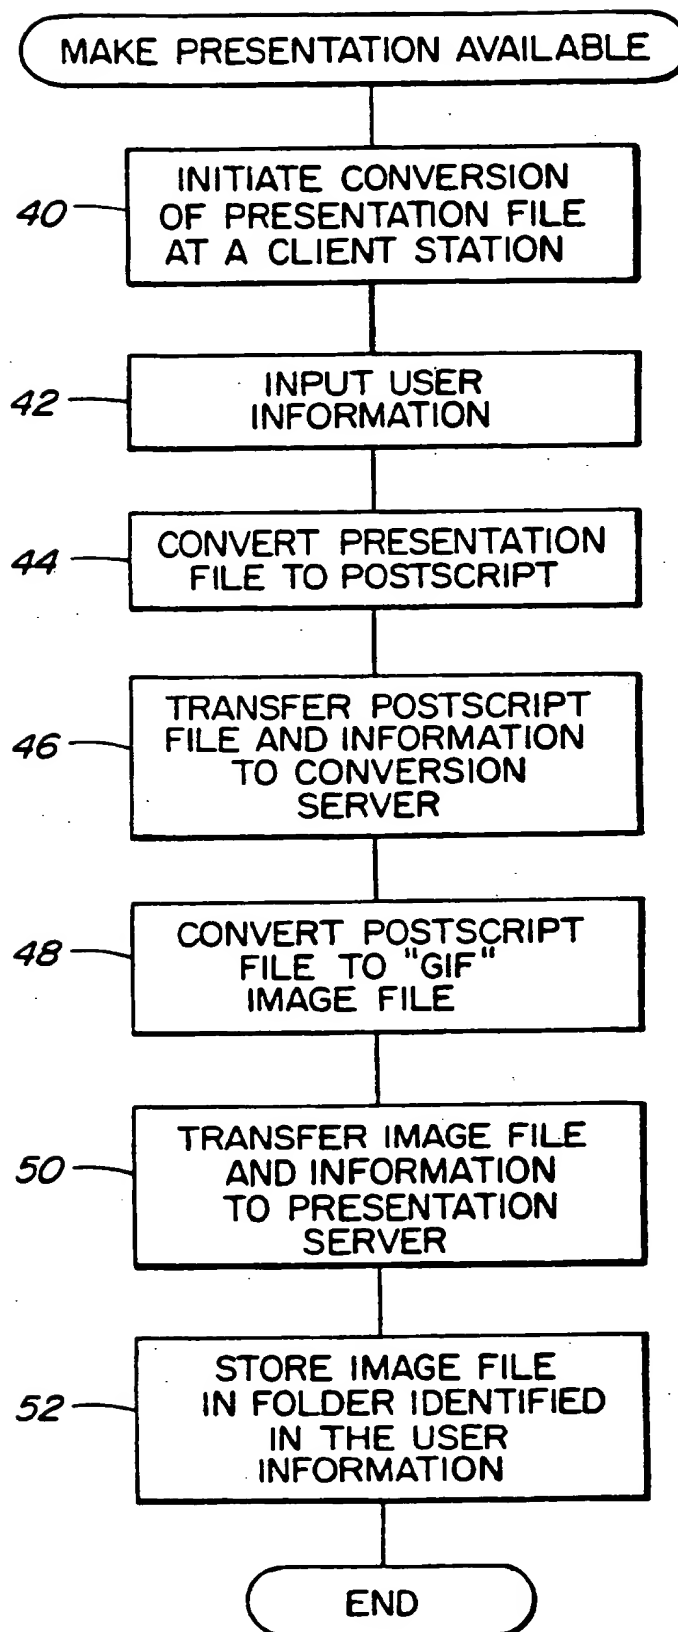 MAKE PRESENTATION AVAILABLE
40
INITIATE CONVERSION
OF PRESENTATION FILE
AT A CLIENT STATION
42
INPUT USER
INFORMATION
44
CONVERT PRESENTATION
FILE TO POSTSCRIPT
46
TRANSFER POSTSCRIPT
FILE AND INFORMATION
TO CONVERSION
SERVER
48
CONVERT POSTSCRIPT
FILE TO "GIF"
IMAGE FILE
50
TRANSFER IMAGE FILE
AND INFORMATION
TO PRESENTATION
SERVER
52
STORE IMAGE FILE
IN FOLDER IDENTIFIED
IN THE USER
INFORMATION
END